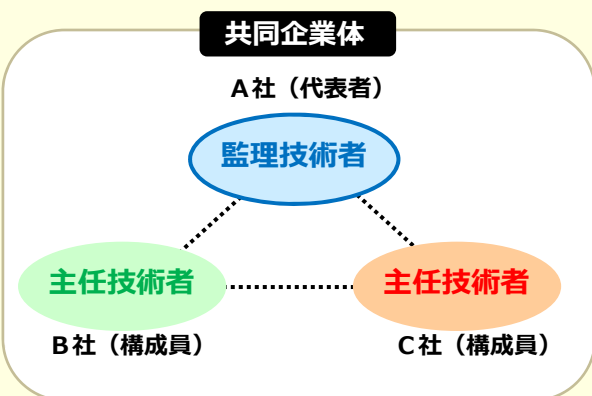 共同企業体
A社（代表者）
監理技術者
主任技術者
主任技術者
B社（構成員）
C社（構成員）